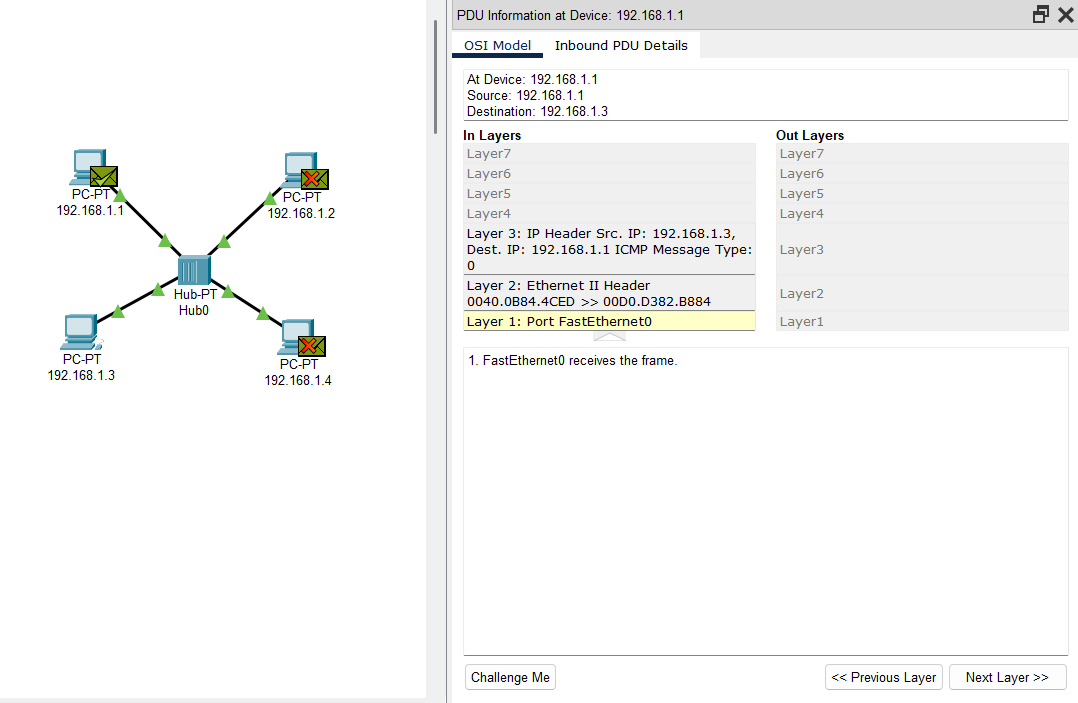 PDU Information at Device: 192.168.1.1
OSI Model
Inbound PDU Details
At Device: 192.168.1.1
Source: 192.168.1.1
Destination: 192.168.1.3
In Layers
Layer7
Layer6
Layer5
Layer4
Layer 3: IP Header Src. IP: 192.168.1.3,
Dest. IP: 192.168.1.1 ICMP Message Type:
0
Layer 2: Ethernet II Header
0040.0B84.4CED >> 00D0.D382.B884
Layer 1: Port FastEthernet0
Out Layers
Layer7
Layer6
Layer5
Layer4
Layer3
Layer2
Layer1
1. FastEthernet0 receives the frame.
Challenge Me
<< Previous Layer
Next Layer >>
PC-PT
192.168.1.1
PC-PT
192.168.1.2
Hub-PT
Hub0
PC-PT
192.168.1.3
PC-PT
192.168.1.4